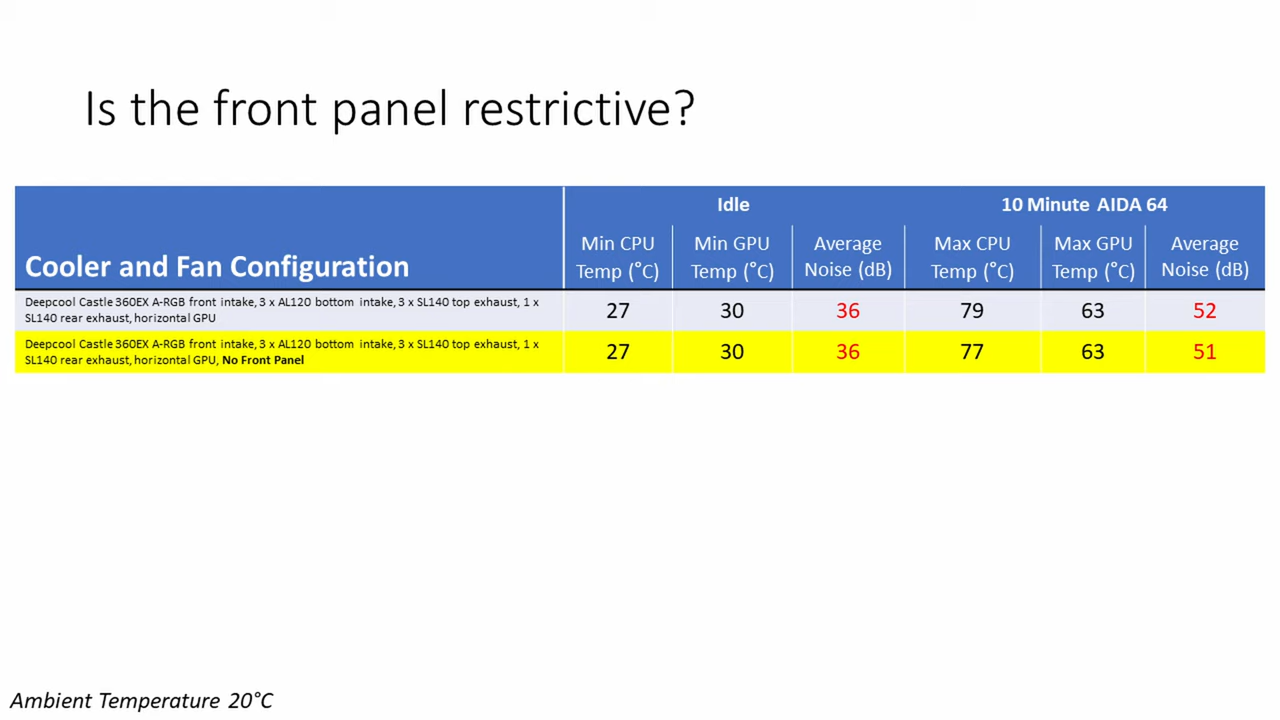 Is the front panel restrictive?
Idle 10 Minute AIDA 64
Cooler and Fan Configuration
Min CPU Temp (°C)
Min GPU Temp (°C)
Average Noise (dB)
Max CPU Temp (°C)
Max GPU Temp (°C)
Average Noise (dB)
Deepcool Castle 360EX A-RGB front intake, 3 x AL120 bottom intake, 3 x SL140 top exhaust, 1 x
SL140 rear exhaust, horizontal GPU
27 30 36 79 63 52
Deepcool Castle 360EX A-RGB front intake, 3 x AL120 bottom intake, 3 x SL140 top exhaust, 1 x
SL140 rear exhaust, horizontal GPU, No Front Panel
27 30 36 77 63 51
Ambient Temperature 20°C